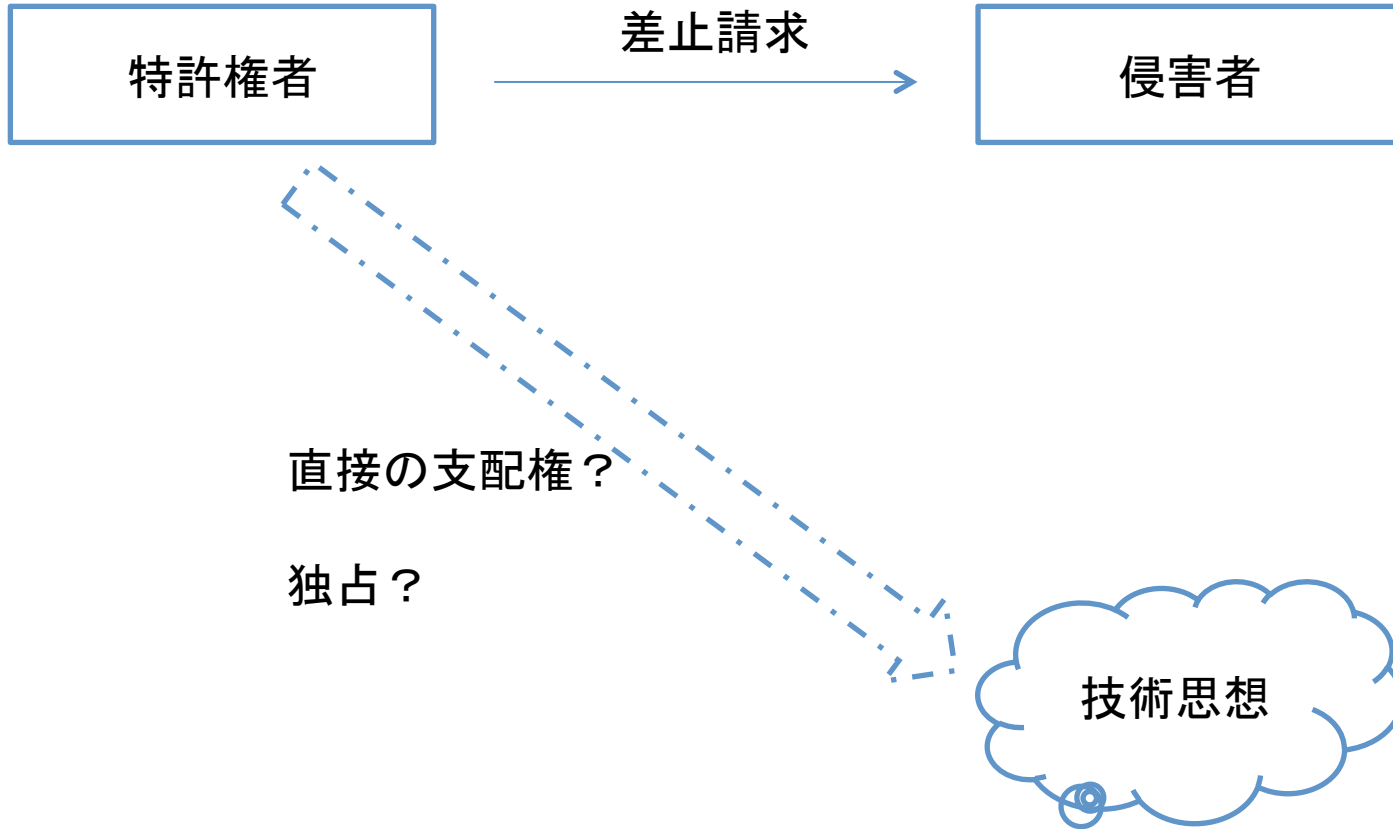 特許権者
差止請求
侵害者
直接の支配権？
独占？
技術思想